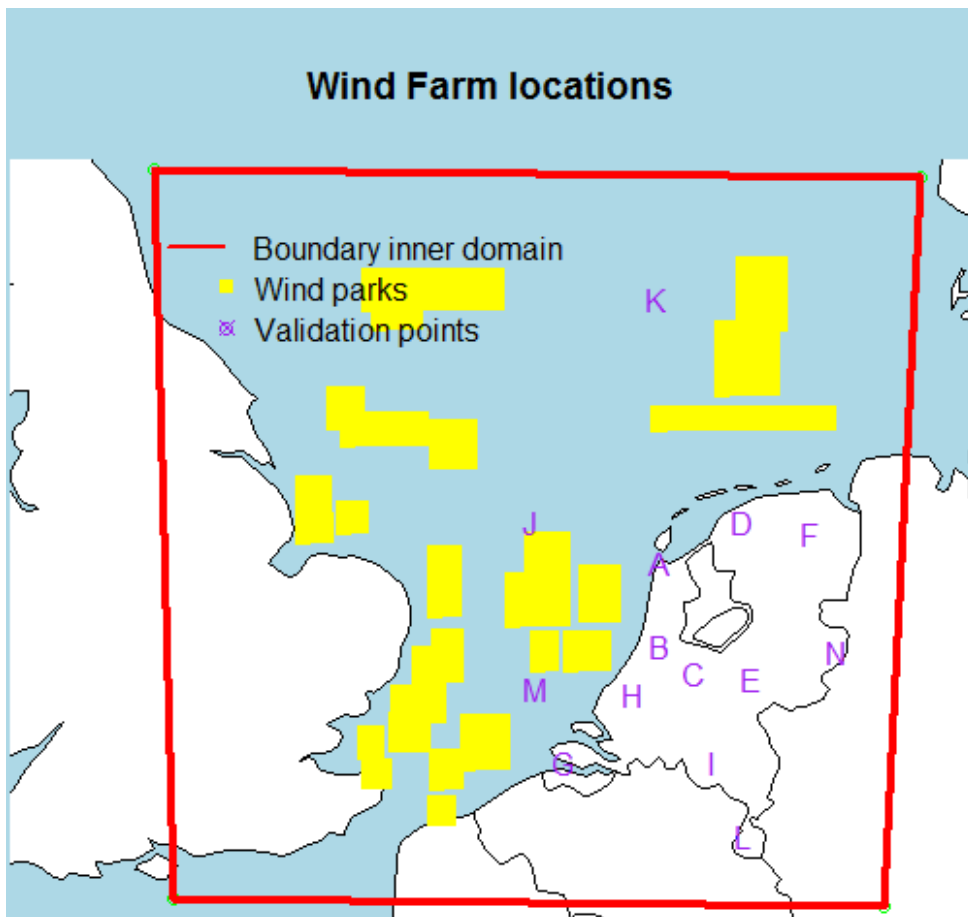 Wind Farm locations
Boundary inner domain
Wind parks
Validation points
K
J
D
F
A
B
N
C
E
M
H
G
I
L